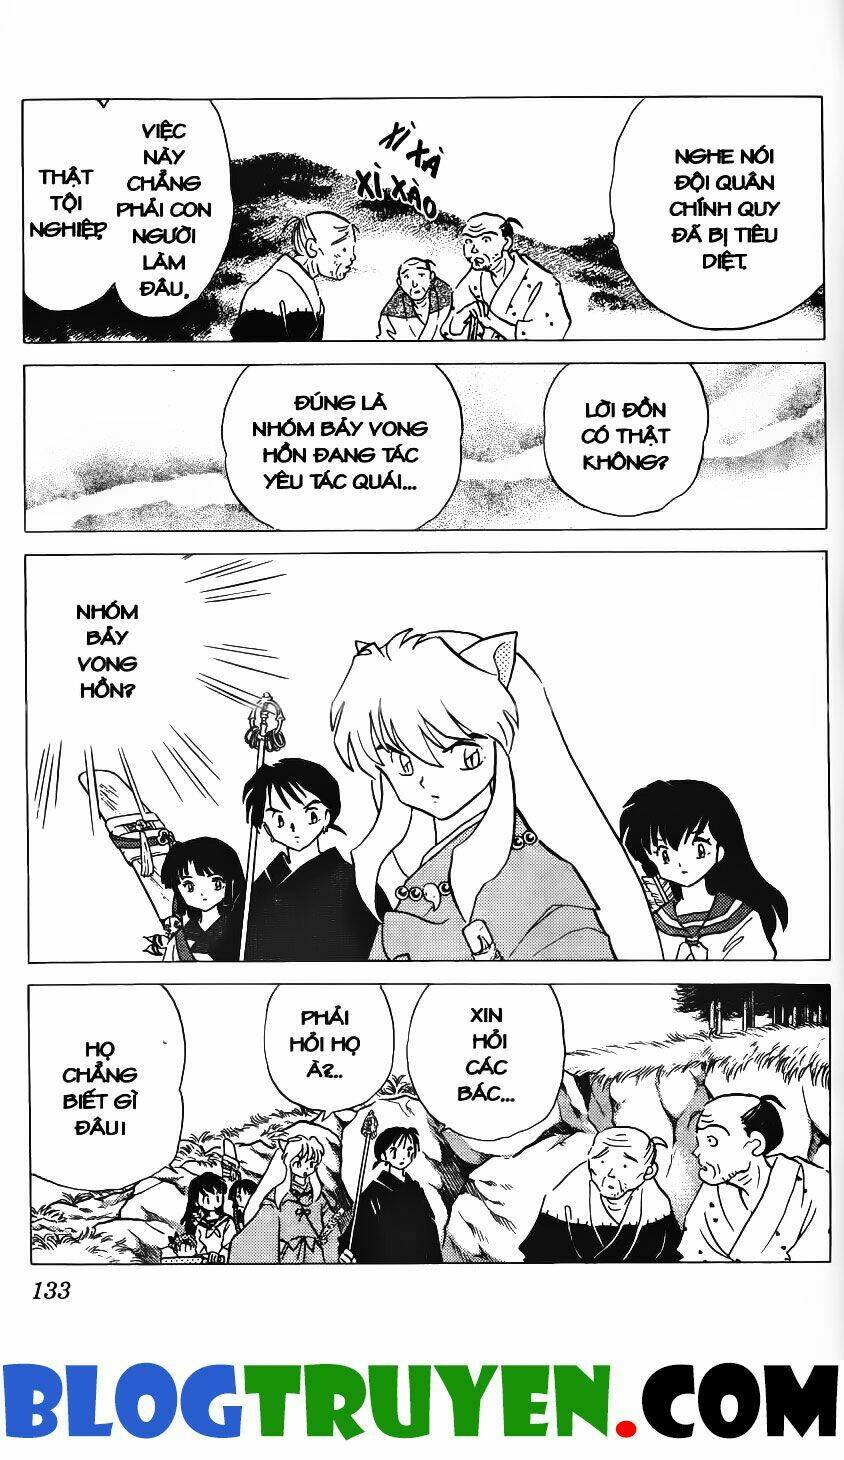 NGHE NÓI
ĐỘI QUÂN
CHÍNH QUY
ĐÃ BỊ TIÊU
DIỆT.
XÌ XÀ
XÌ XÀO
VIỆC
NÀY
CHẲNG
PHẢI CON
NGƯỜI
LÀM
ĐÂU.
THẬT
TỘI
NGHIỆP.
LỜI ĐỒN
CÓ THẬT
KHÔNG?
ĐÚNG LÀ
NHÓM BẢY VONG
HỒN ĐANG TÁC
YÊU TÁC QUÁI...
NHÓM
BẢY
VONG
HỒN?
XIN
HỎI
CÁC
BÁC...
PHẢI
HỎI HỌ
À?...
HỌ
CHẲNG
BIẾT GÌ
ĐÂU!
133
BLOGTRUYEN.COM